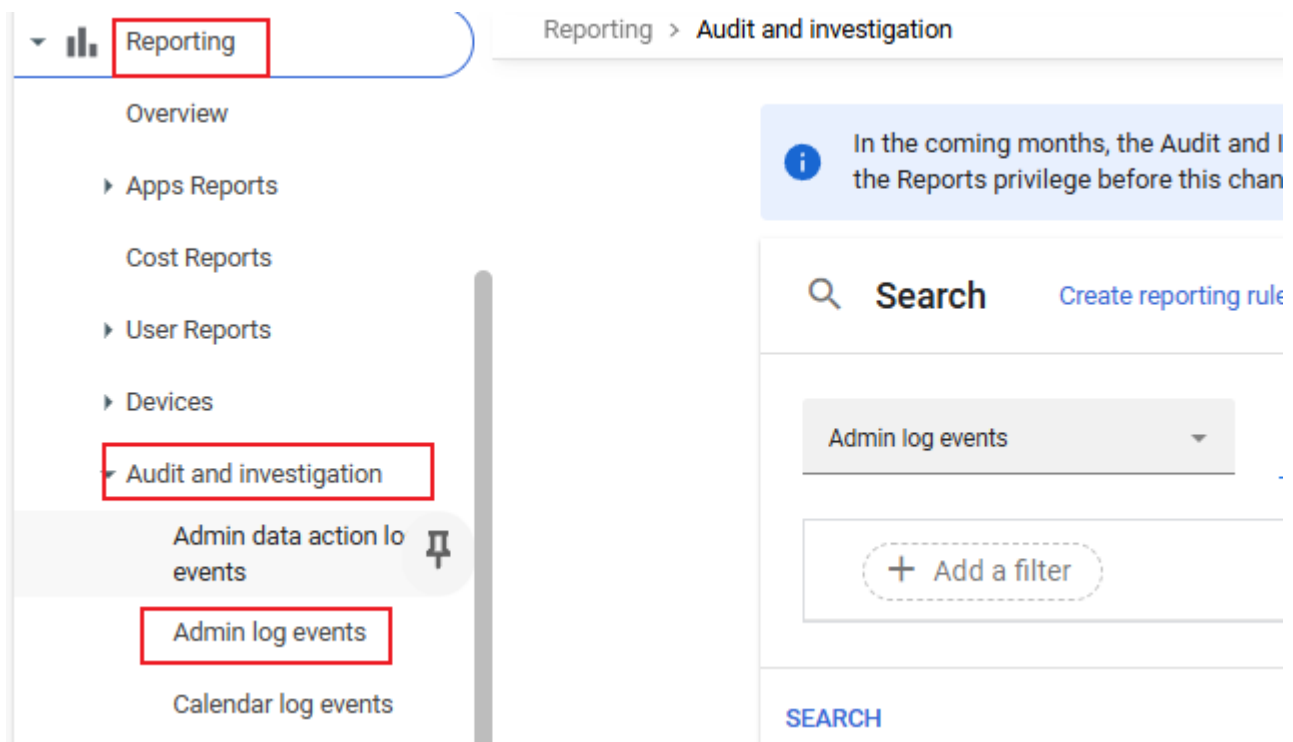 Reporting
Overview
Apps Reports
Cost Reports
User Reports
Devices
Audit and investigation
Admin data action lo
events
Admin log events
Calendar log events
Reporting > Audit and investigation
In the coming months, the Audit and I
the Reports privilege before this chan
Search Create reporting rule
Admin log events
+ Add a filter
SEARCH